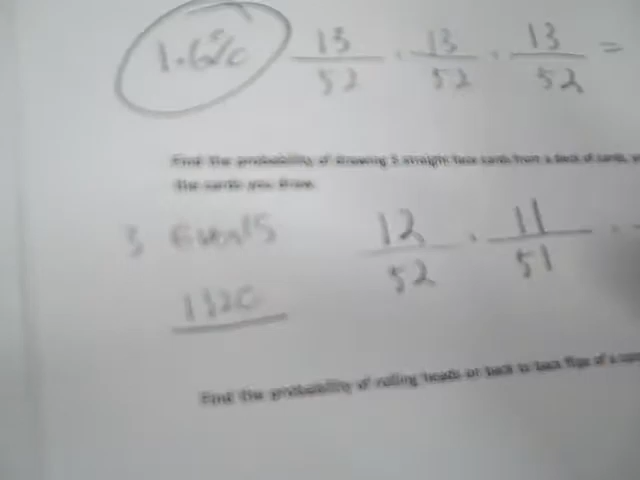 1.6% 13/52 · 13/52 · 13/52 =
Find the probability of drawing 3 straight face cards from a deck of cards,
the cards you draw.
3 Events 12/52 · 11/51 ·
1320
Find the probability of rolling heads on back to back flips of a